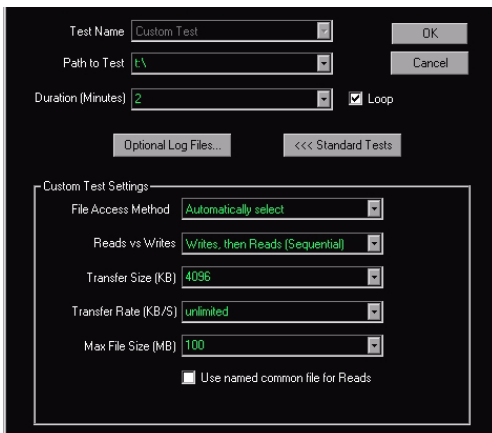 Test Name Custom Test OK
Path to Test t:\ Cancel
Duration (Minutes) 2 Loop
Optional Log Files... <<< Standard Tests
Custom Test Settings
File Access Method Automatically select
Reads vs Writes Writes, then Reads (Sequential)
Transfer Size (KB) 4096
Transfer Rate (KB/S) unlimited
Max File Size (MB) 100
Use named common file for Reads